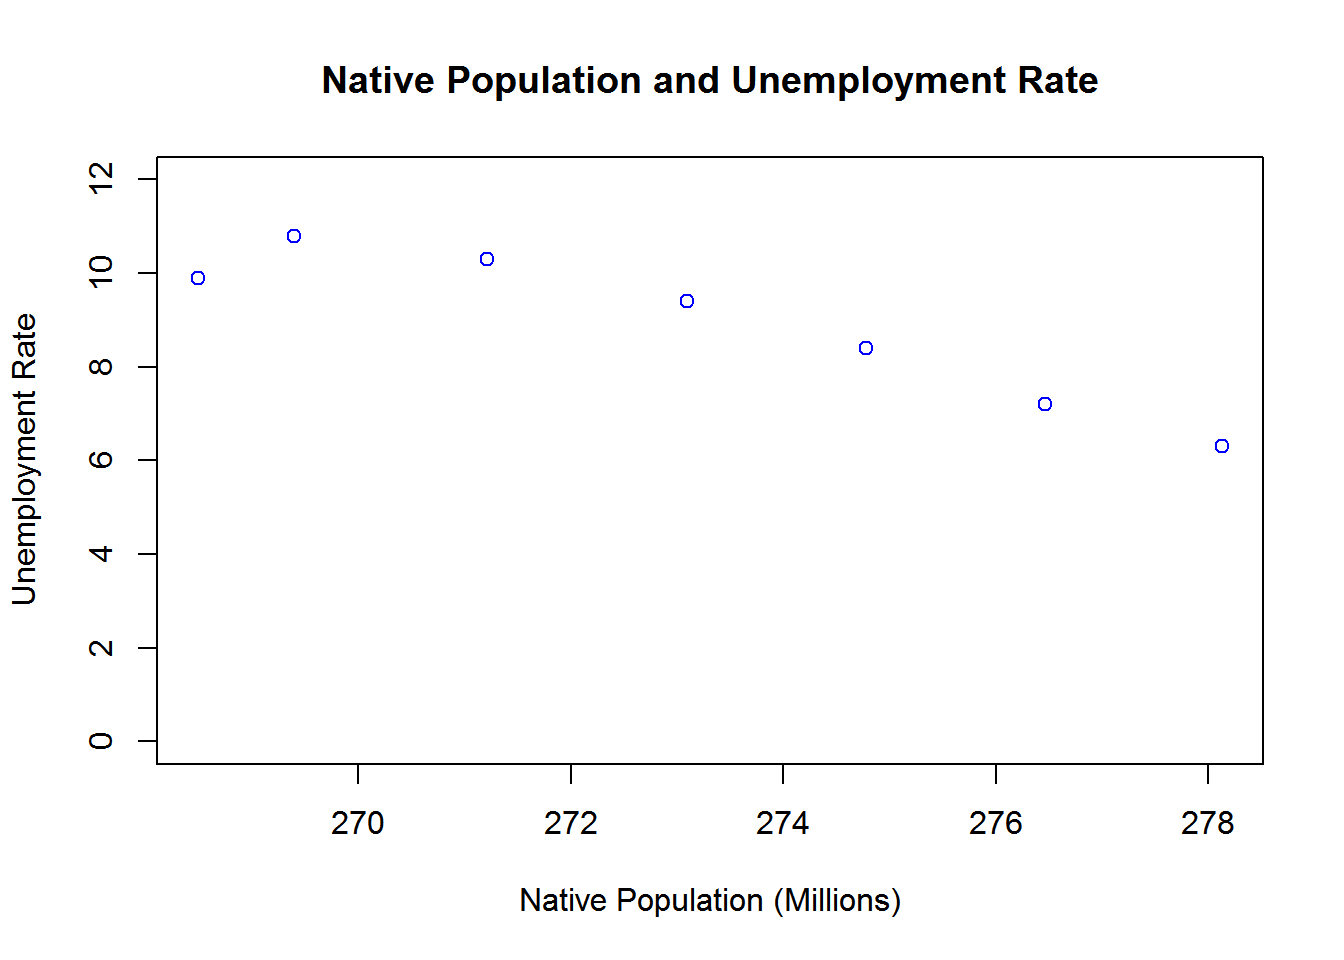 Native Population and Unemployment Rate
Unemployment Rate
12
10
8
6
4
2
0
270 272 274 276 278
Native Population (Millions)